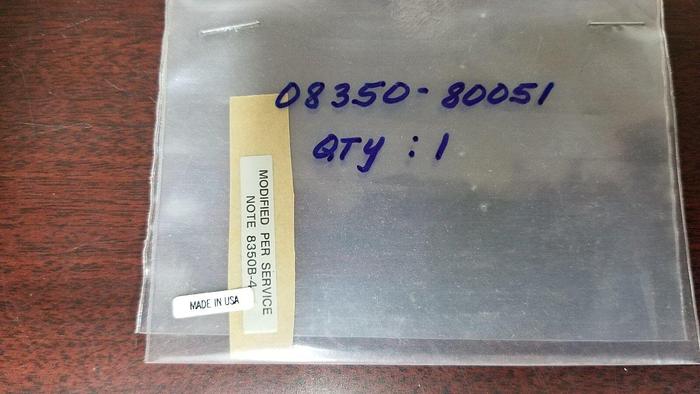 08350-80051
QTY : 1
MODIFIED PER SERVICE
NOTE 8350B-4
MADE IN USA